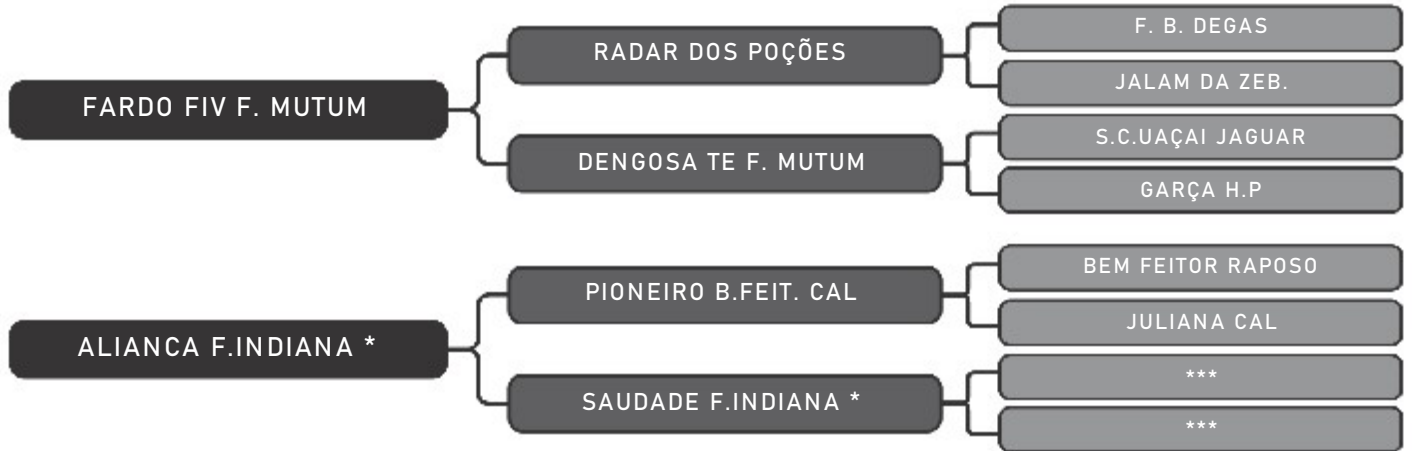 F. B. DEGAS
RADAR DOS POÇÕES
JALAM DA ZEB.
FARDO FIV F. MUTUM
S.C.UAÇAI JAGUAR
DENGOSA TE F. MUTUM
GARÇA H.P
BEM FEITOR RAPOSO
PIONEIRO B.FEIT. CAL
JULIANA CAL
ALIANCA F.INDIANA *
***
SAUDADE F.INDIANA *
***